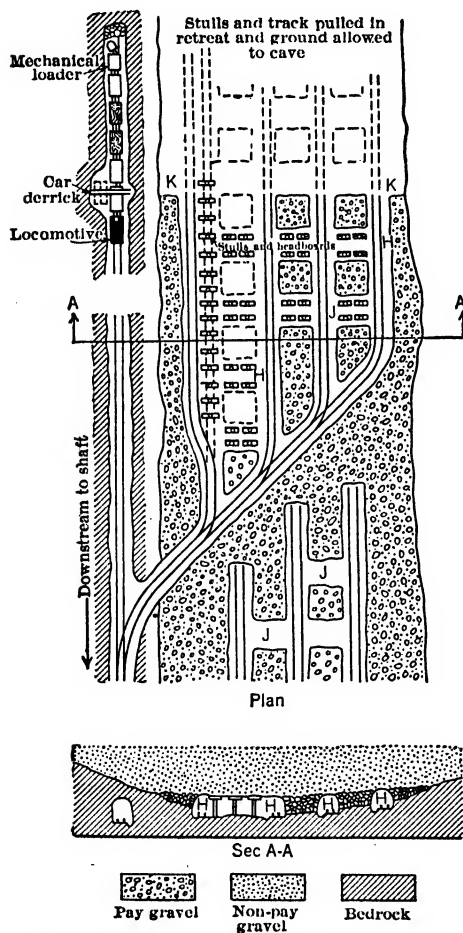 Stulls and track pulled in
retreat and ground allowed
to cave
Mechanical
loader
Car
derrick
Locomotive
K
K
Stulls and headboards
H
A
A
J
H
Downstream to shaft
J
J
Plan
H
H
H
H
Sec A-A
Pay gravel
Non-pay
gravel
Bedrock